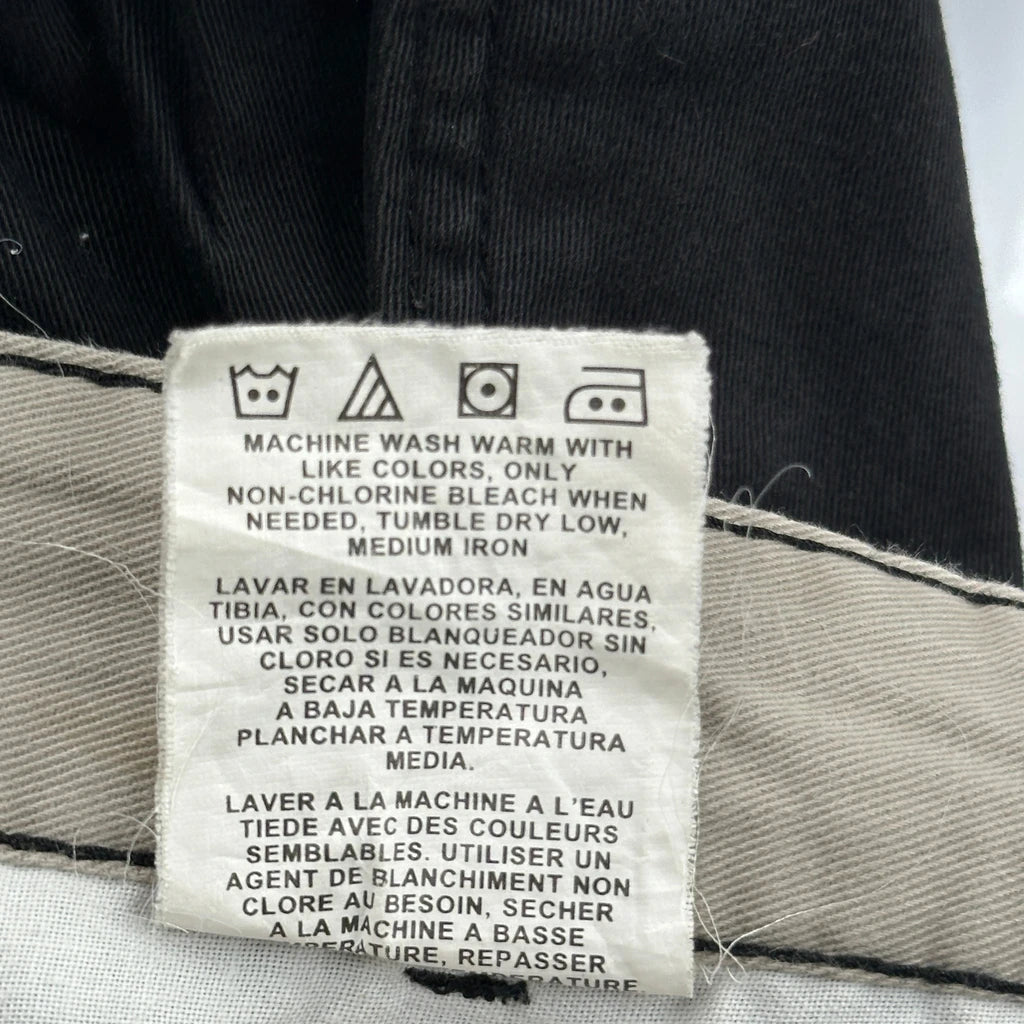 MACHINE WASH WARM WITH
LIKE COLORS, ONLY
NON-CHLORINE BLEACH WHEN
NEEDED, TUMBLE DRY LOW,
MEDIUM IRON
LAVAR EN LAVADORA, EN AGUA
TIBIA, CON COLORES SIMILARES,
USAR SOLO BLANQUEADOR SIN
CLORO SI ES NECESARIO,
SECAR A LA MAQUINA
A BAJA TEMPERATURA
PLANCHAR A TEMPERATURA
MEDIA.
LAVER A LA MACHINE A L'EAU
TIEDE AVEC DES COULEURS
SEMBLABLES. UTILISER UN
AGENT DE BLANCHIMENT NON
CLORE AU BESOIN, SECHER
A LA MACHINE A BASSE
REPASSER